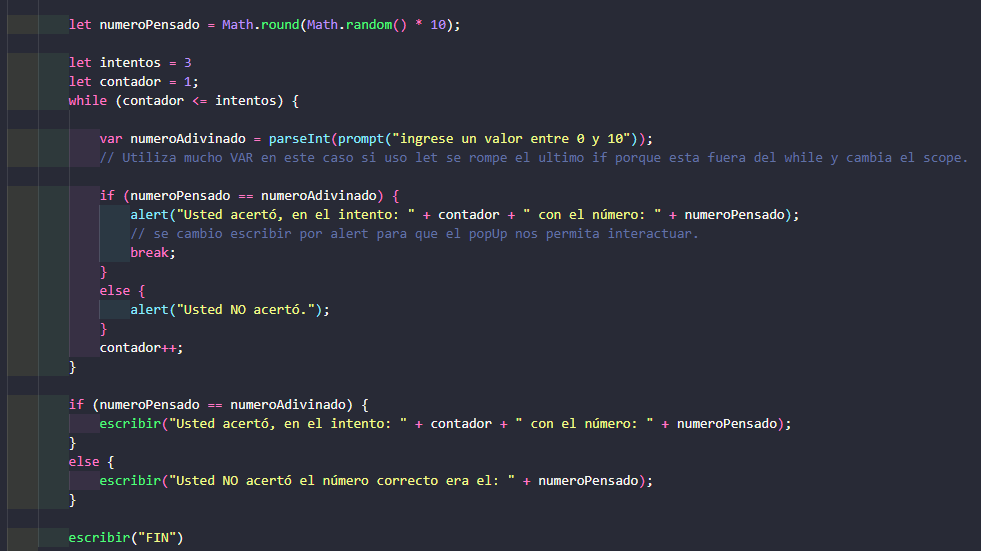 let numeroPensado = Math.round(Math.random() * 10);
let intentos = 3
let contador = 1;
while (contador <= intentos) {
var numeroAdivinado = parseInt(prompt("ingrese un valor entre 0 y 10"));
// Utiliza mucho VAR en este caso si uso let se rompe el ultimo if porque esta fuera del while y cambia el scope.
if (numeroPensado == numeroAdivinado) {
alert("Usted acertó, en el intento: " + contador + " con el número: " + numeroPensado);
// se cambio escribir por alert para que el popUp nos permita interactuar.
break;
}
else {
alert("Usted NO acertó.");
}
contador++;
}
if (numeroPensado == numeroAdivinado) {
escribir("Usted acertó, en el intento: " + contador + " con el número: " + numeroPensado);
}
else {
escribir("Usted NO acertó el número correcto era el: " + numeroPensado);
}
escribir("FIN")